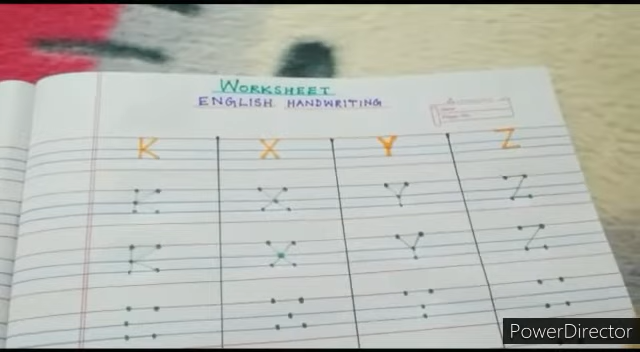 WORKSHEET
ENGLISH HANDWRITING
K X Y Z
K X Y Z
K X Y Z
PowerDirector